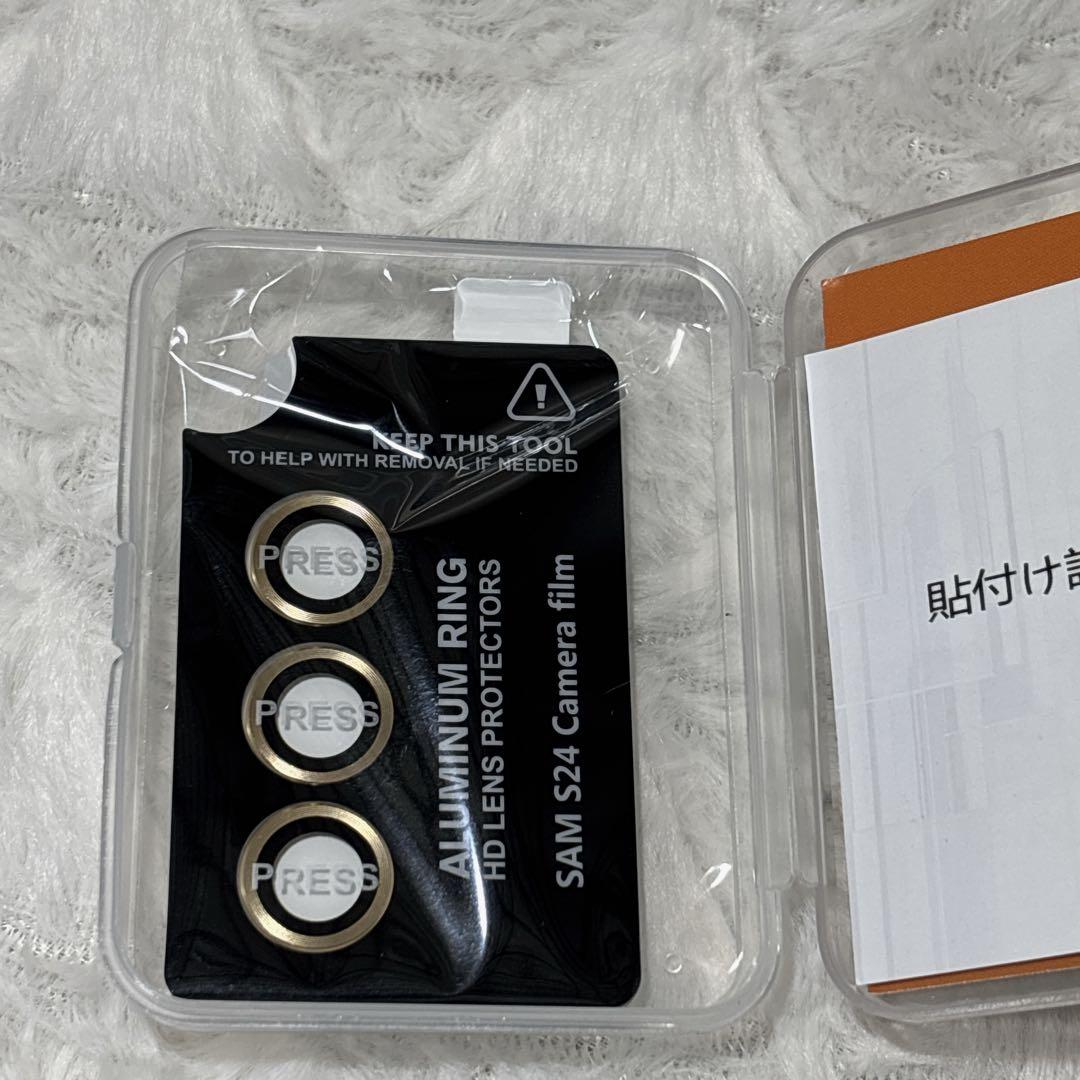 !
KEEP THIS TOOL
TO HELP WITH REMOVAL IF NEEDED
PRESS
PRESS
PRESS
ALUMINUM RING
HD LENS PROTECTORS
SAM S24 Camera film
貼付け